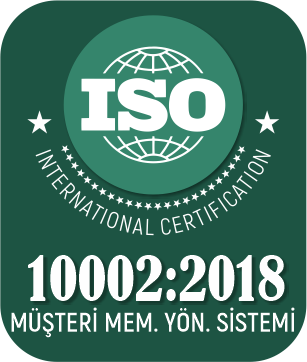 ISO
INTERNATIONAL CERTIFICATION
10002:2018
MÜŞTERİ MEM. YÖN. SİSTEMİ